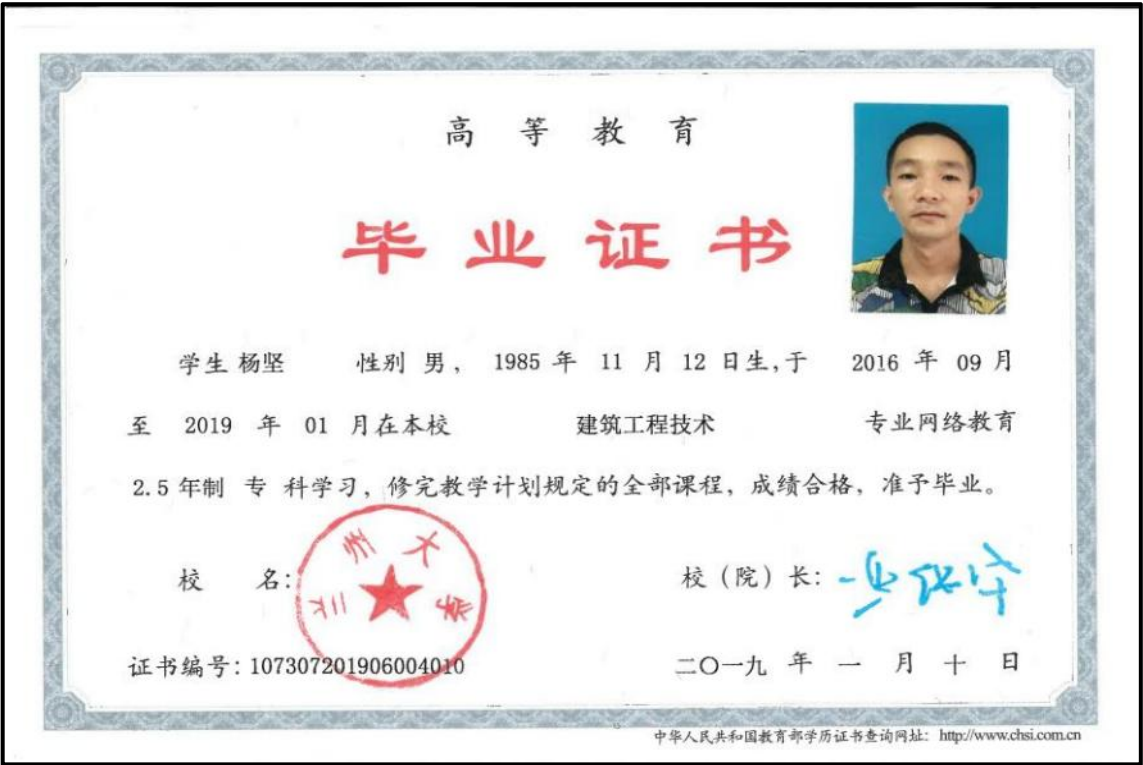 高等教育
毕业证书
学生 杨坚 性别 男, 1985 年 11 月 12 日生,于 2016 年 09 月
至 2019 年 01 月在本校 建筑工程技术 专业网络教育
2.5 年制 专 科学习, 修完教学计划规定的全部课程, 成绩合格, 准予毕业。
校 名: 兰州大学
校（院）长:
证书编号: 107307201906004010
二〇一九 年 一 月 十 日
中华人民共和国教育部学历证书查询网址: http://www.chsi.com.cn